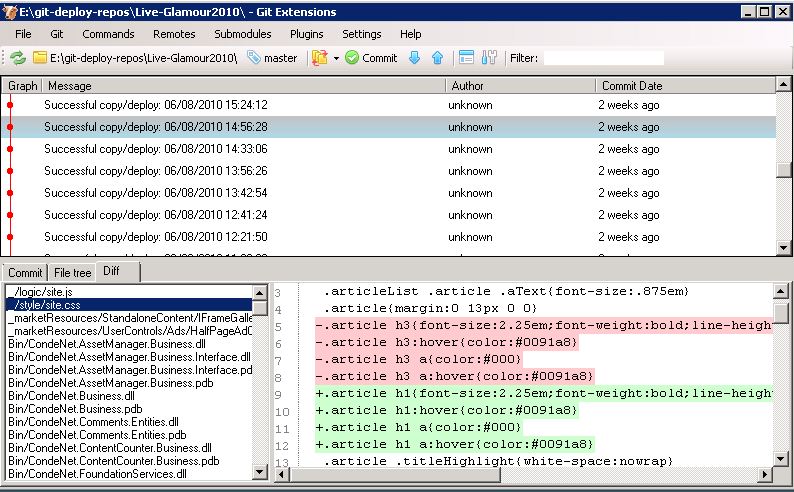 E:\git-deploy-repos\Live-Glamour2010\ - Git Extensions
File Git Commands Remotes Submodules Plugins Settings Help
E:\git-deploy-repos\Live-Glamour2010\ master Commit Filter:
Graph Message Author Commit Date
Successful copy/deploy: 06/08/2010 15:24:12 unknown 2 weeks ago
Successful copy/deploy: 06/08/2010 14:56:28 unknown 2 weeks ago
Successful copy/deploy: 06/08/2010 14:33:06 unknown 2 weeks ago
Successful copy/deploy: 06/08/2010 13:56:26 unknown 2 weeks ago
Successful copy/deploy: 06/08/2010 13:42:54 unknown 2 weeks ago
Successful copy/deploy: 06/08/2010 12:41:24 unknown 2 weeks ago
Successful copy/deploy: 06/08/2010 12:21:50 unknown 2 weeks ago
Commit File tree Diff
_/logic/site.js
_/style/site.css
_marketResources/StandaloneContent/IFrameGalle
_marketResources/UserControls/Ads/HalfPageAdC
Bin/CondeNet.AssetManager.Business.dll
Bin/CondeNet.AssetManager.Business.Interface.dll
Bin/CondeNet.AssetManager.Business.Interface.pd
Bin/CondeNet.AssetManager.Business.pdb
Bin/CondeNet.Business.dll
Bin/CondeNet.Business.pdb
Bin/CondeNet.Comments.Entities.dll
Bin/CondeNet.Comments.Entities.pdb
Bin/CondeNet.ContentCounter.Business.dll
Bin/CondeNet.ContentCounter.Business.pdb
Bin/CondeNet.FoundationServices.dll
3 .articleList .article .aText{font-size:.875em}
4 .article{margin:0 13px 0 0}
5 -.article h3{font-size:2.25em;font-weight:bold;line-height
6 -.article h3:hover{color:#0091a8}
7 -.article h3 a{color:#000}
8 -.article h3 a:hover{color:#0091a8}
9 +.article h1{font-size:2.25em;font-weight:bold;line-height
10 +.article h1:hover{color:#0091a8}
11 +.article h1 a{color:#000}
12 +.article h1 a:hover{color:#0091a8}
13 .article .titleHighlight{white-space:nowrap}